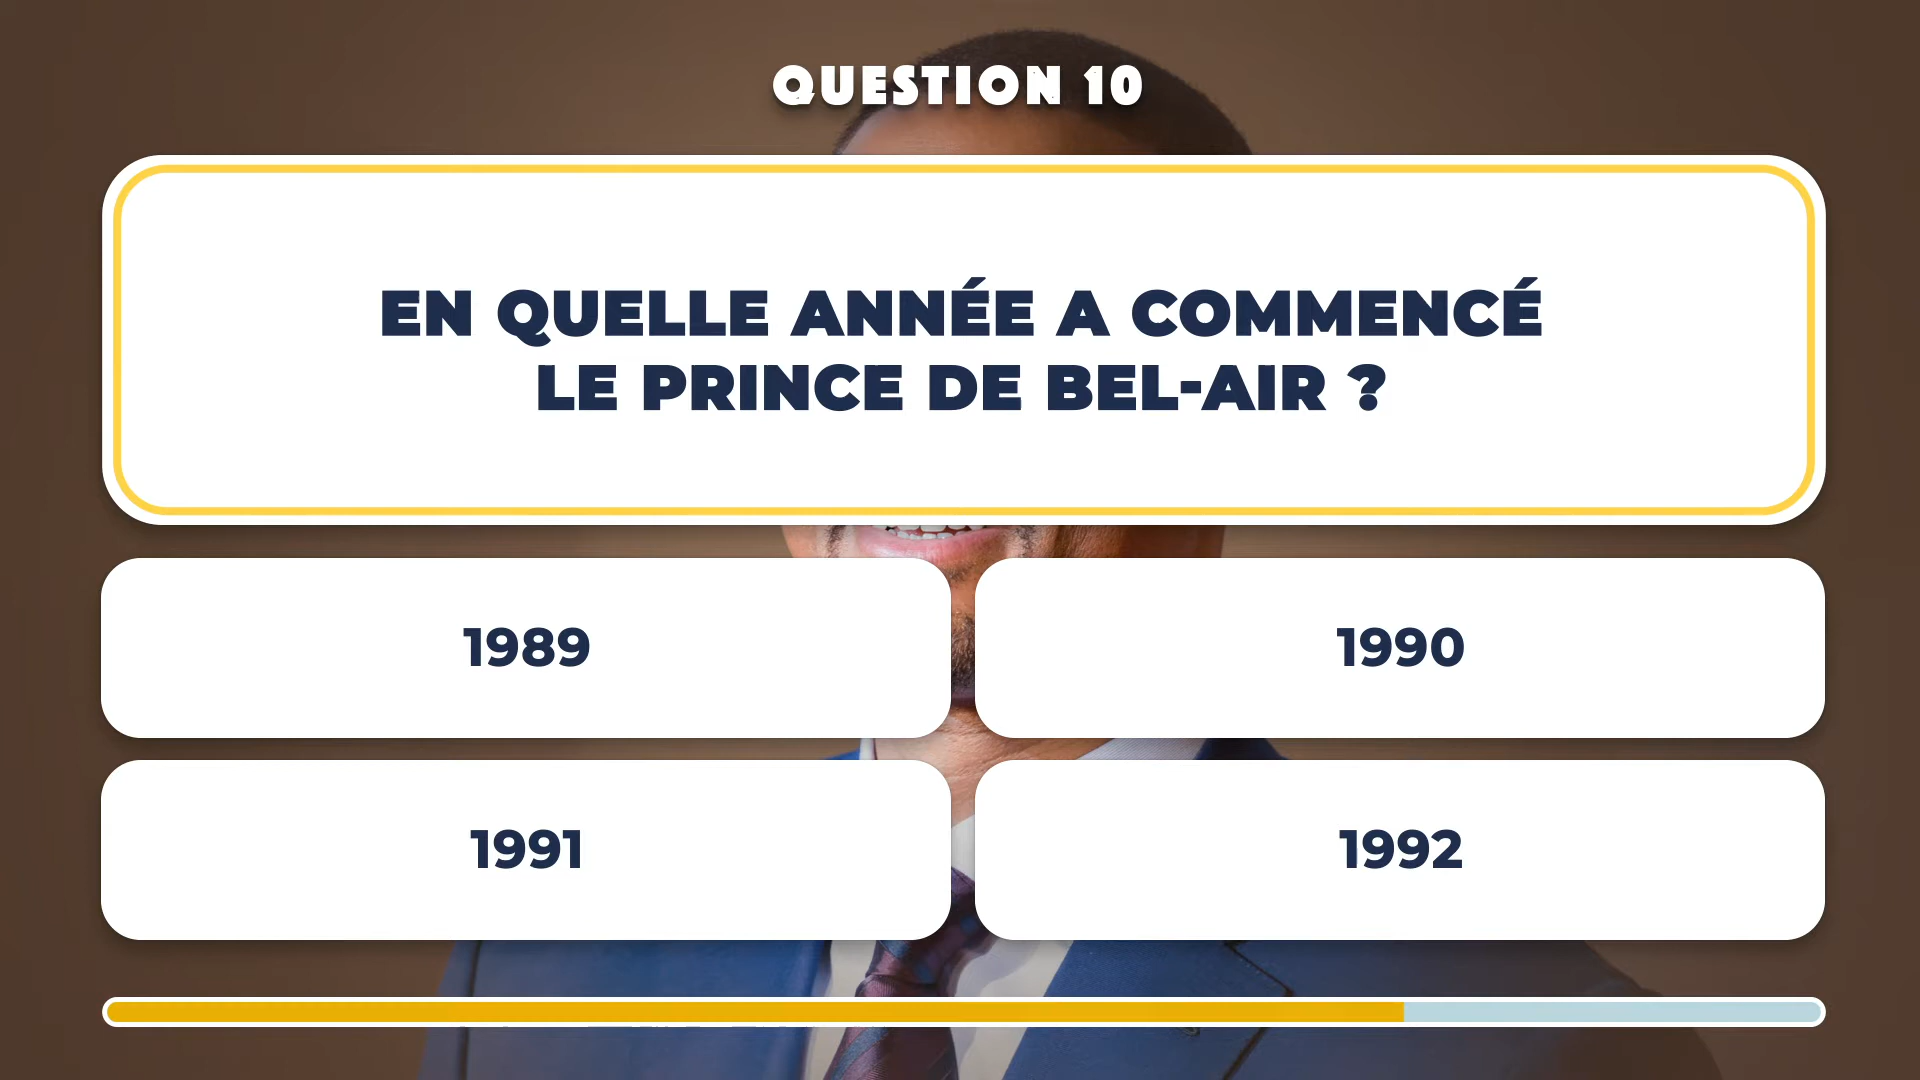 QUESTION 10
EN QUELLE ANNÉE A COMMENCÉ
LE PRINCE DE BEL-AIR ?
1989
1990
1991
1992